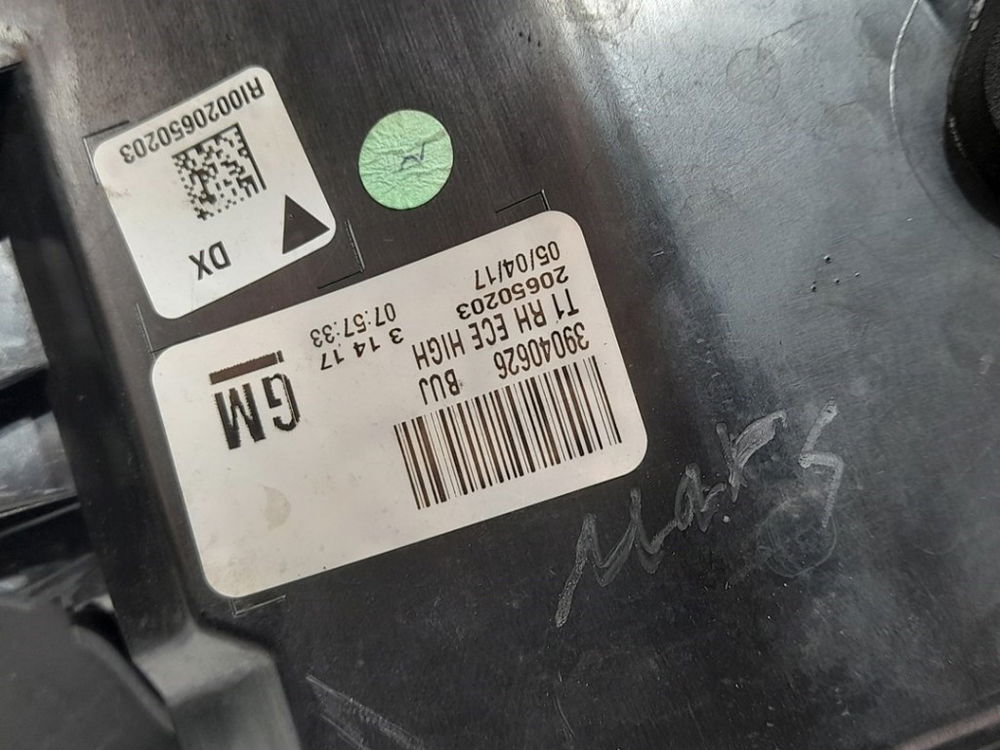 RI0020650203
DX
39040626 BUJ
T1 RH ECE HIGH
20650203 3 14 17
05/04/17 07:57:33
GM